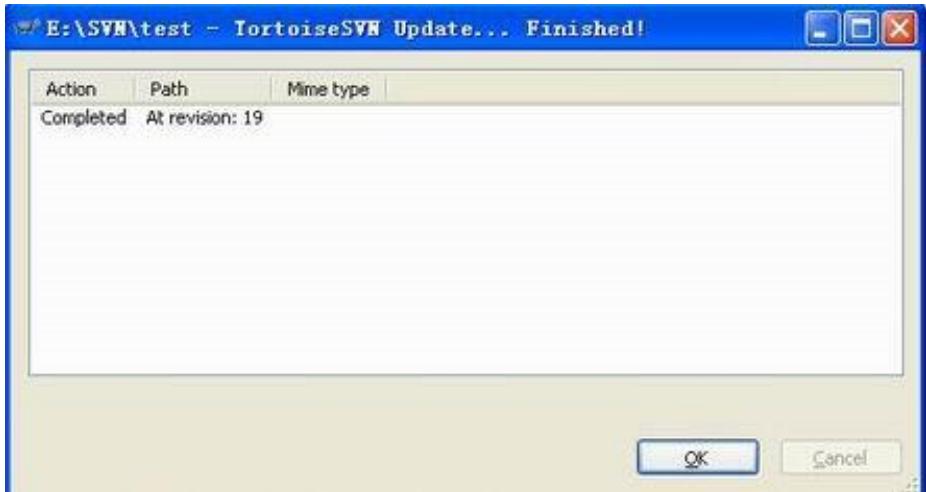 E:\SVN\test - TortoiseSVN Update... Finished!
Action Path Mime type
Completed At revision: 19
OK Cancel